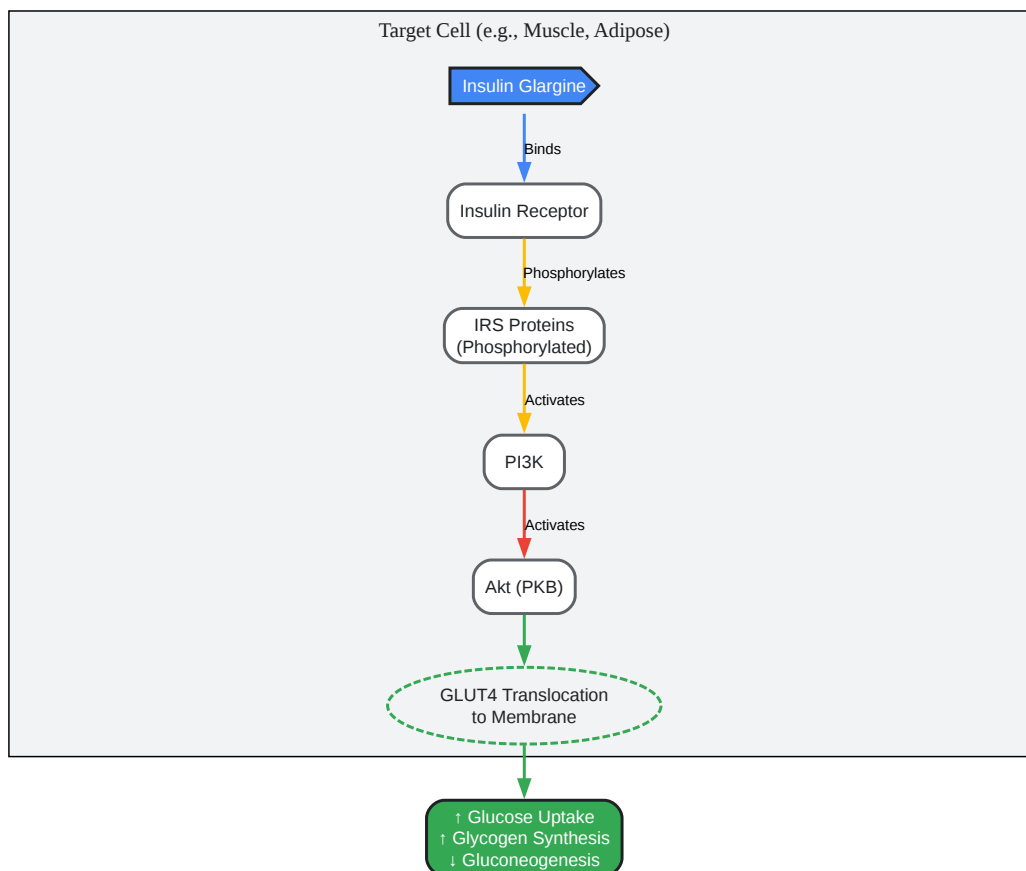 Target Cell (e.g., Muscle, Adipose)
Insulin Glargine
Binds
Insulin Receptor
Phosphorylates
IRS Proteins
(Phosphorylated)
Activates
PI3K
Activates
Akt (PKB)
GLUT4 Translocation
to Membrane
↑ Glucose Uptake
↑ Glycogen Synthesis
↓ Gluconeogenesis